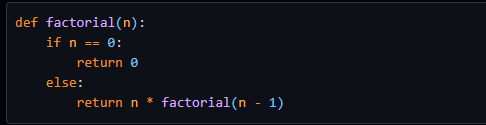 def factorial(n):
    if n == 0:
        return 0
    else:
        return n * factorial(n - 1)